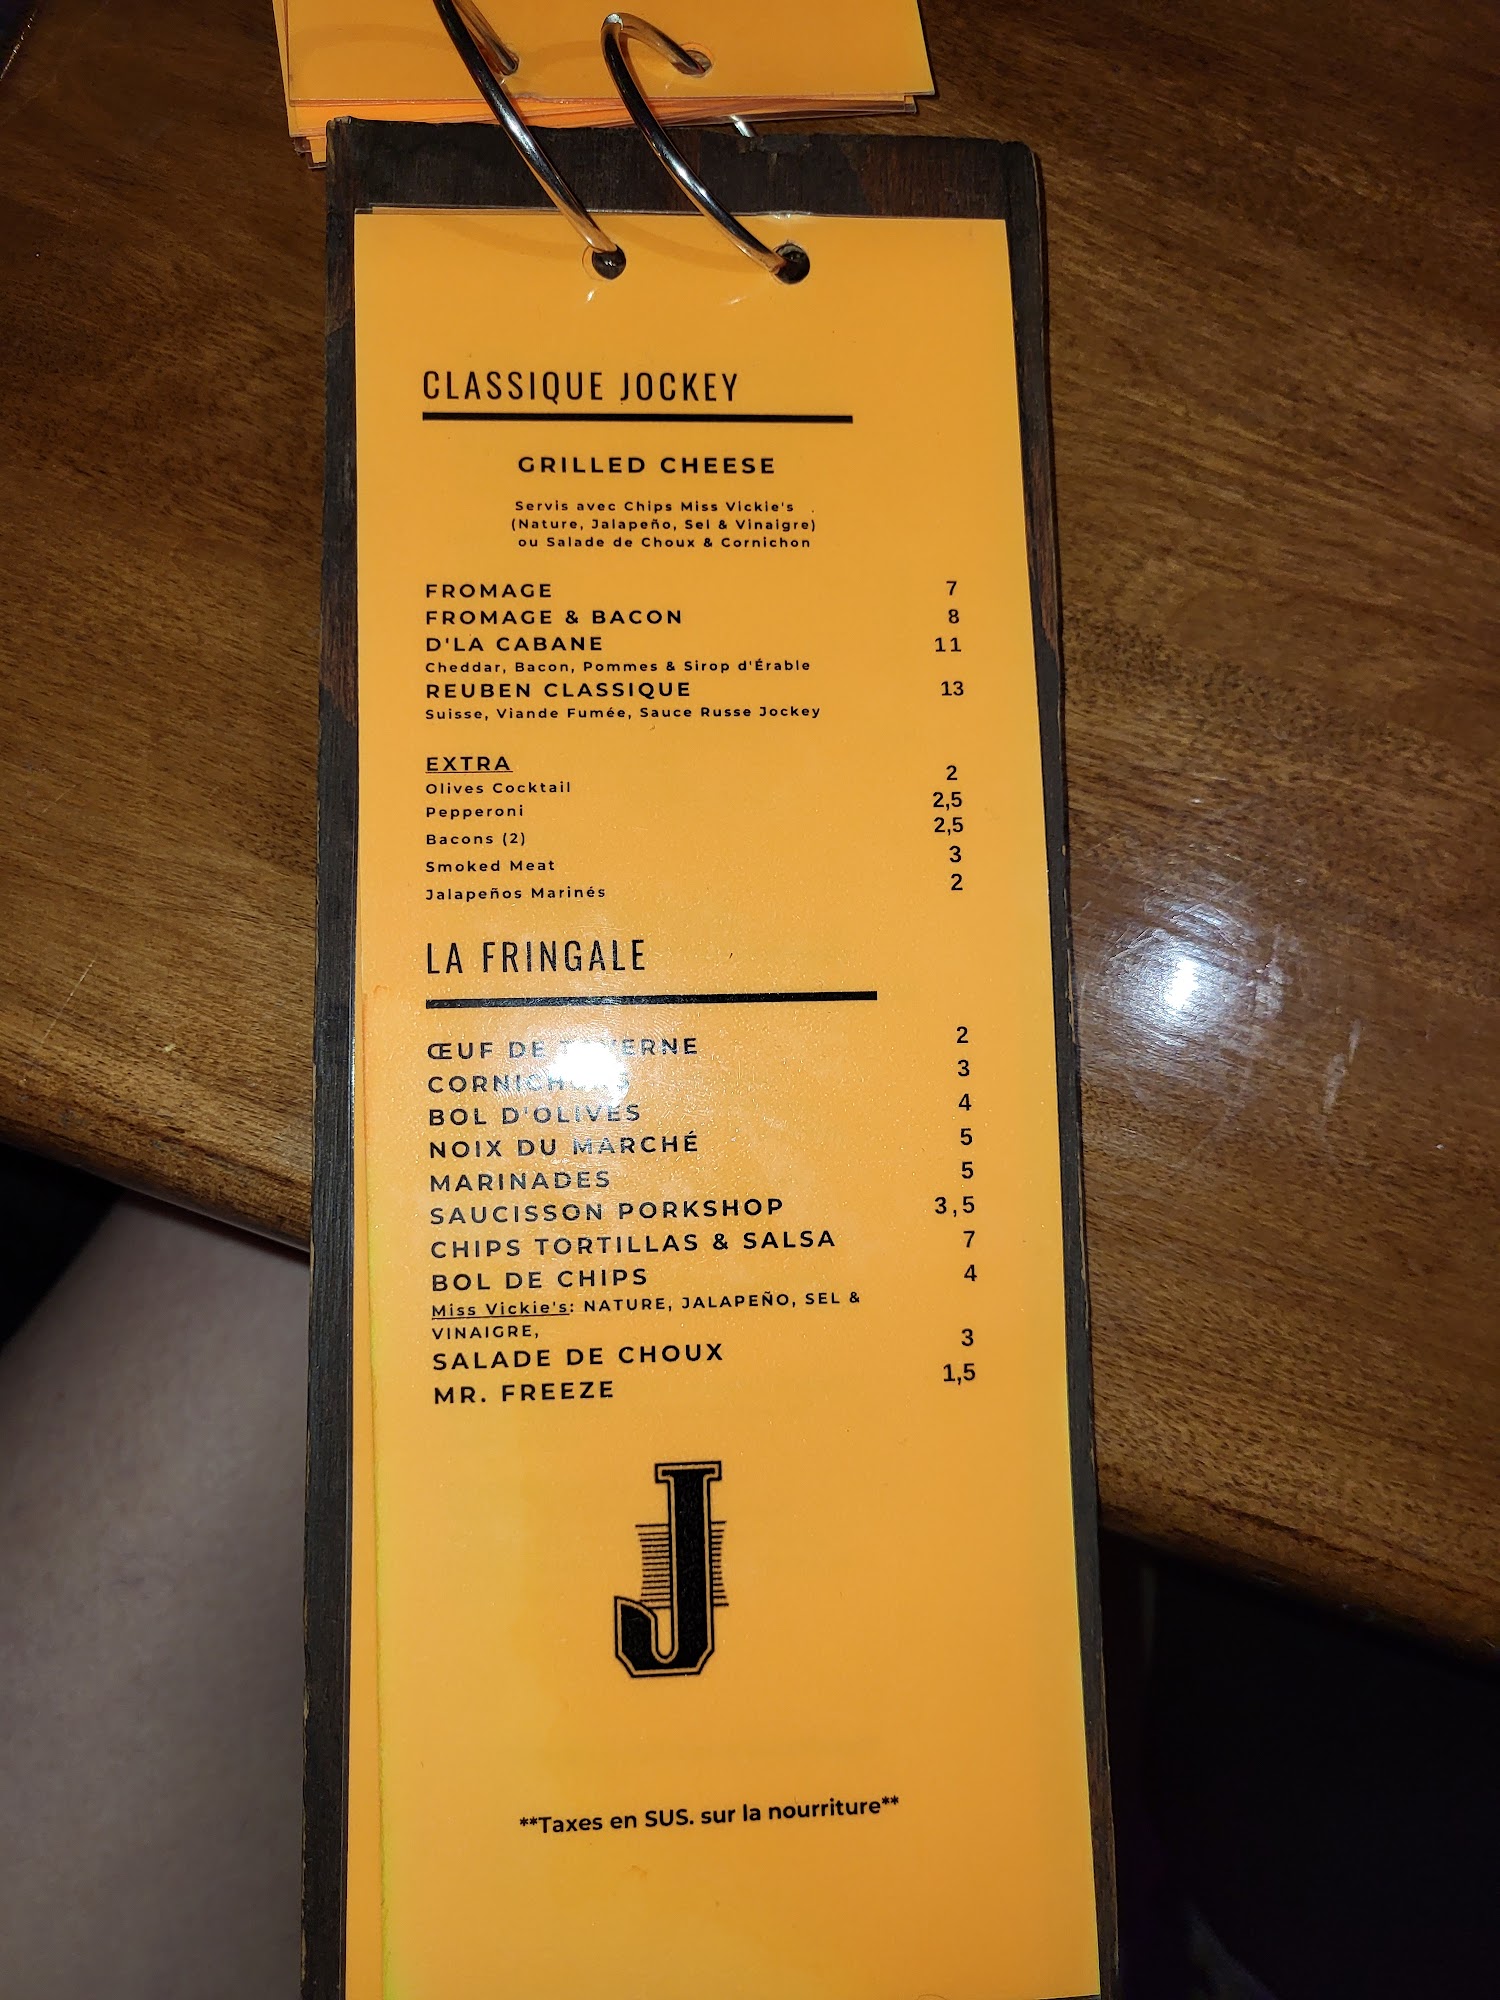 CLASSIQUE JOCKEY
GRILLED CHEESE
Servis avec Chips Miss Vickie's
(Nature, Jalapeño, Sel & Vinaigre)
ou Salade de Choux & Cornichon
FROMAGE 7
FROMAGE & BACON 8
D'LA CABANE 11
Cheddar, Bacon, Pommes & Sirop d'Érable
REUBEN CLASSIQUE 13
Suisse, Viande Fumée, Sauce Russe Jockey
EXTRA
Olives Cocktail 2
Pepperoni 2,5
Bacons (2) 2,5
Smoked Meat 3
Jalapeños Marinés 2
LA FRINGALE
ŒUF DE 2
3
BOL D'OLIVES 4
NOIX DU MARCHÉ 5
MARINADES 5
SAUCISSON PORKSHOP 3,5
CHIPS TORTILLAS & SALSA 7
BOL DE CHIPS 4
Miss Vickie's: NATURE, JALAPEÑO, SEL &
VINAIGRE,
SALADE DE CHOUX 3
MR. FREEZE 1,5
J
**Taxes en SUS. sur la nourriture**